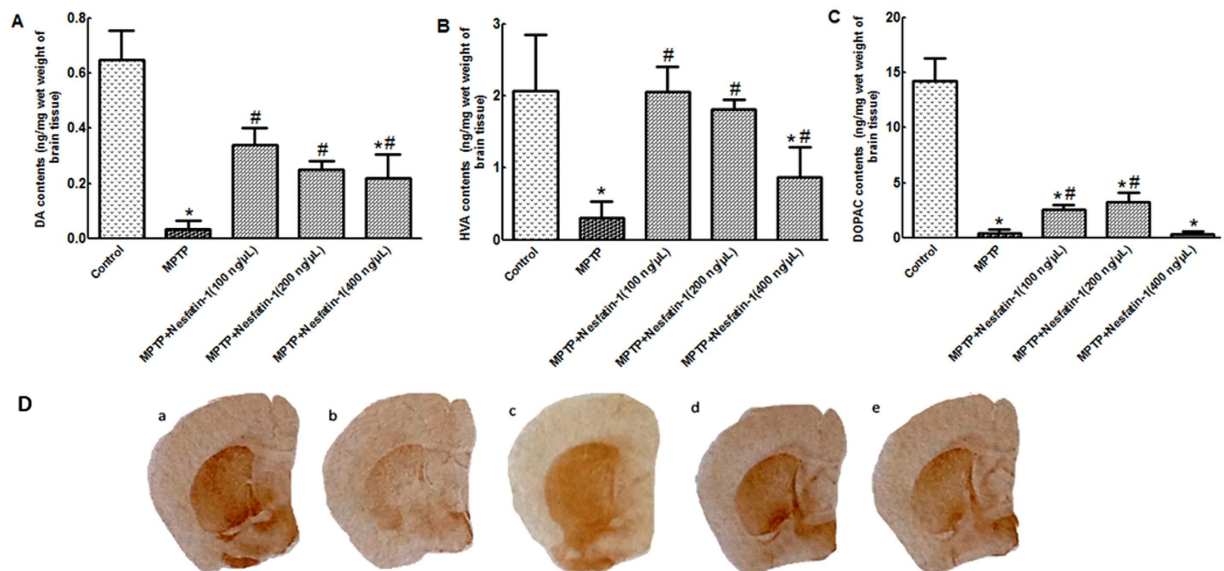 A
DA contents (ng/mg wet weight of
brain tissue)
0.8
0.6
0.4
0.2
0.0
*
#
#
*#
Control
MPTP
MPTP+Nesfatin-1(100 ng/μL)
MPTP+Nesfatin-1(200 ng/μL)
MPTP+Nesfatin-1(400 ng/μL)
B
HVA contents (ng/mg wet weight of
brain tissue)
3
2
1
0
*
#
#
*#
Control
MPTP
MPTP+Nesfatin-1(100 ng/μL)
MPTP+Nesfatin-1(200 ng/μL)
MPTP+Nesfatin-1(400 ng/μL)
C
DOPAC contents (ng/mg wet weight of
brain tissue)
20
15
10
5
0
*
*#
*#
*
Control
MPTP
MPTP+Nesfatin-1(100 ng/μL)
MPTP+Nesfatin-1(200 ng/μL)
MPTP+Nesfatin-1(400 ng/μL)
D
a
b
c
d
e